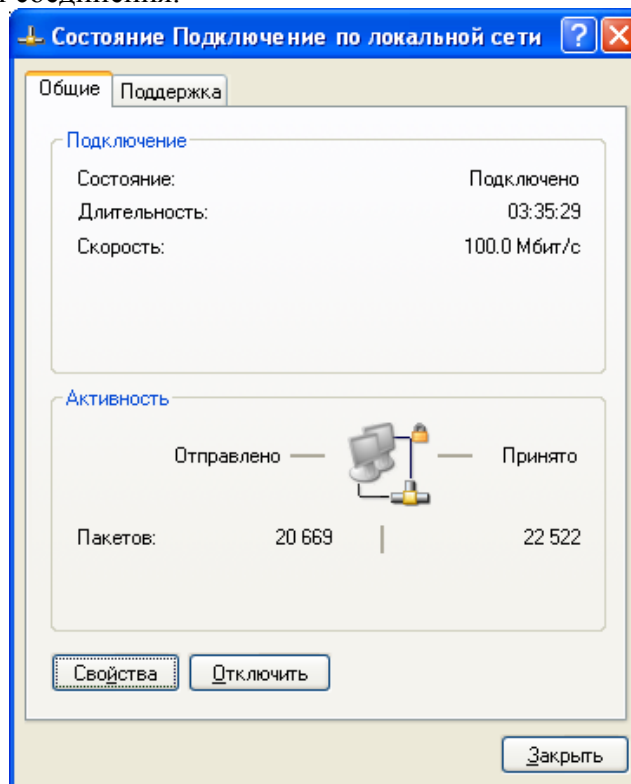 соединения.
Состояние Подключение по локальной сети
Общие Поддержка
Подключение
Состояние: Подключено
Длительность: 03:35:29
Скорость: 100.0 Мбит/с
Активность
Отправлено — — Принято
Пакетов: 20 669 | 22 522
Свойства Отключить
Закрыть